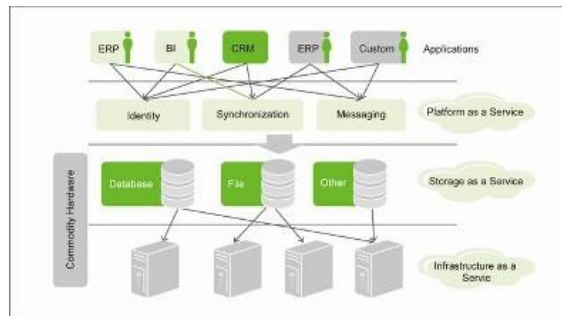 ERP
BI
CRM
ERP
Custom
Applications
Identity
Synchronization
Messaging
Platform as a Service
Commodity Hardware
Database
File
Other
Storage as a Service
Infrastructure as a
Servie